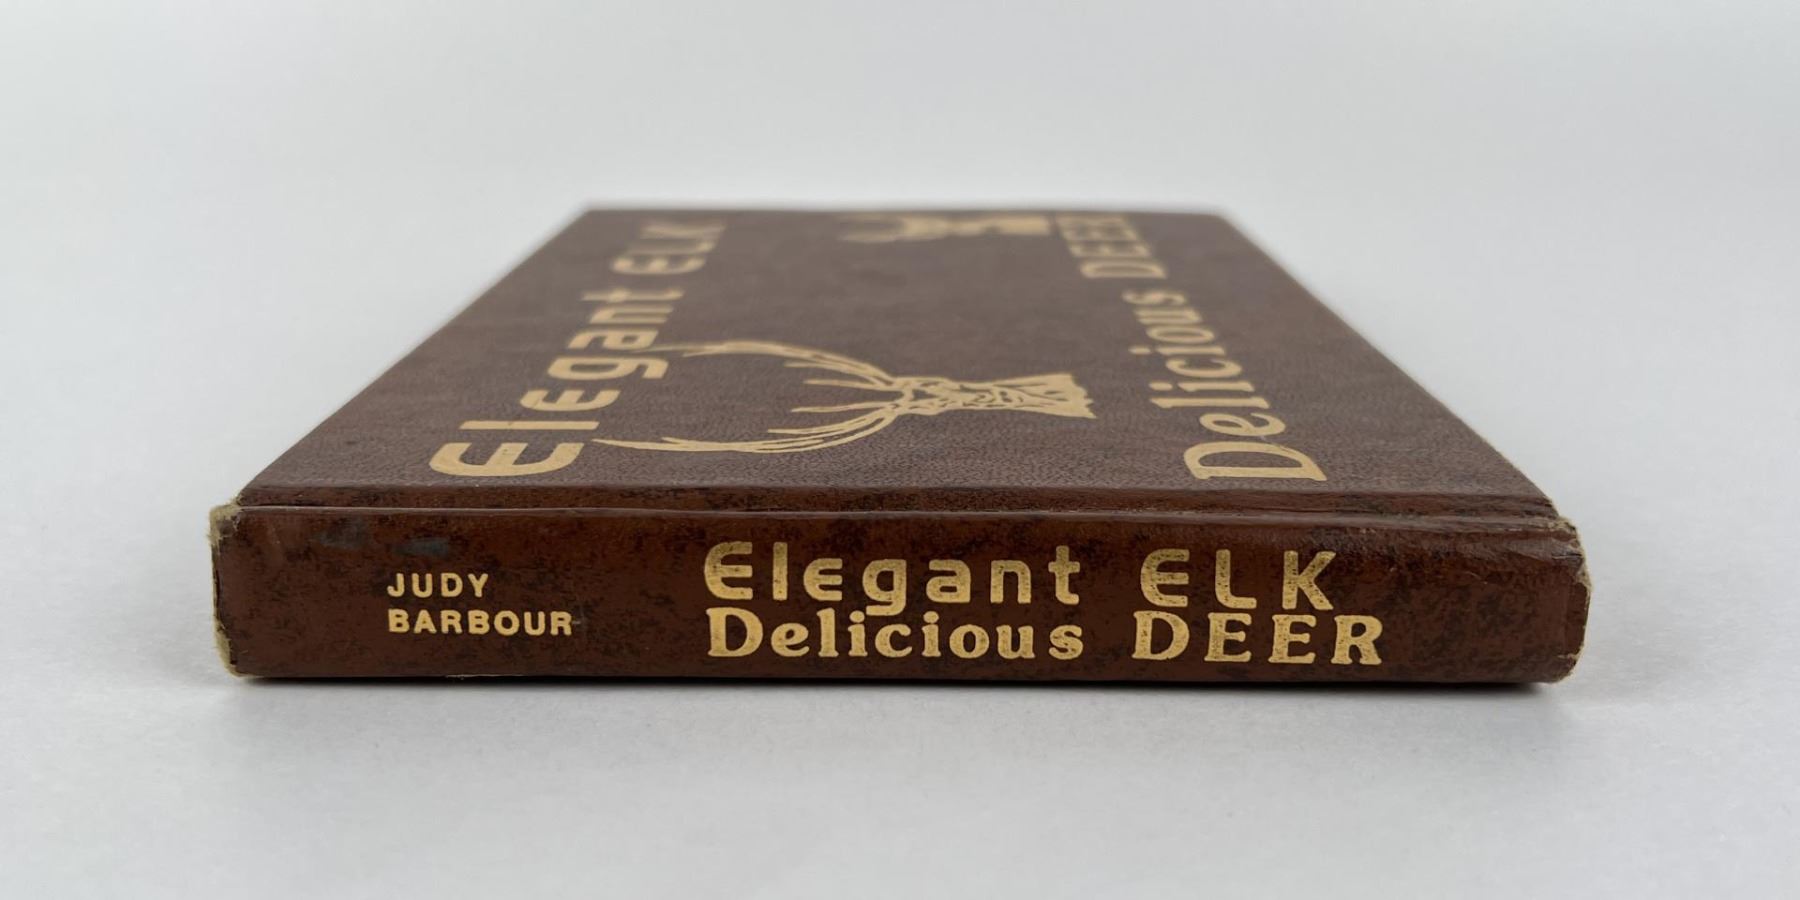 Elegant ELK
Delicious DEER
JUDY
BARBOUR
Elegant ELK
Delicious DEER